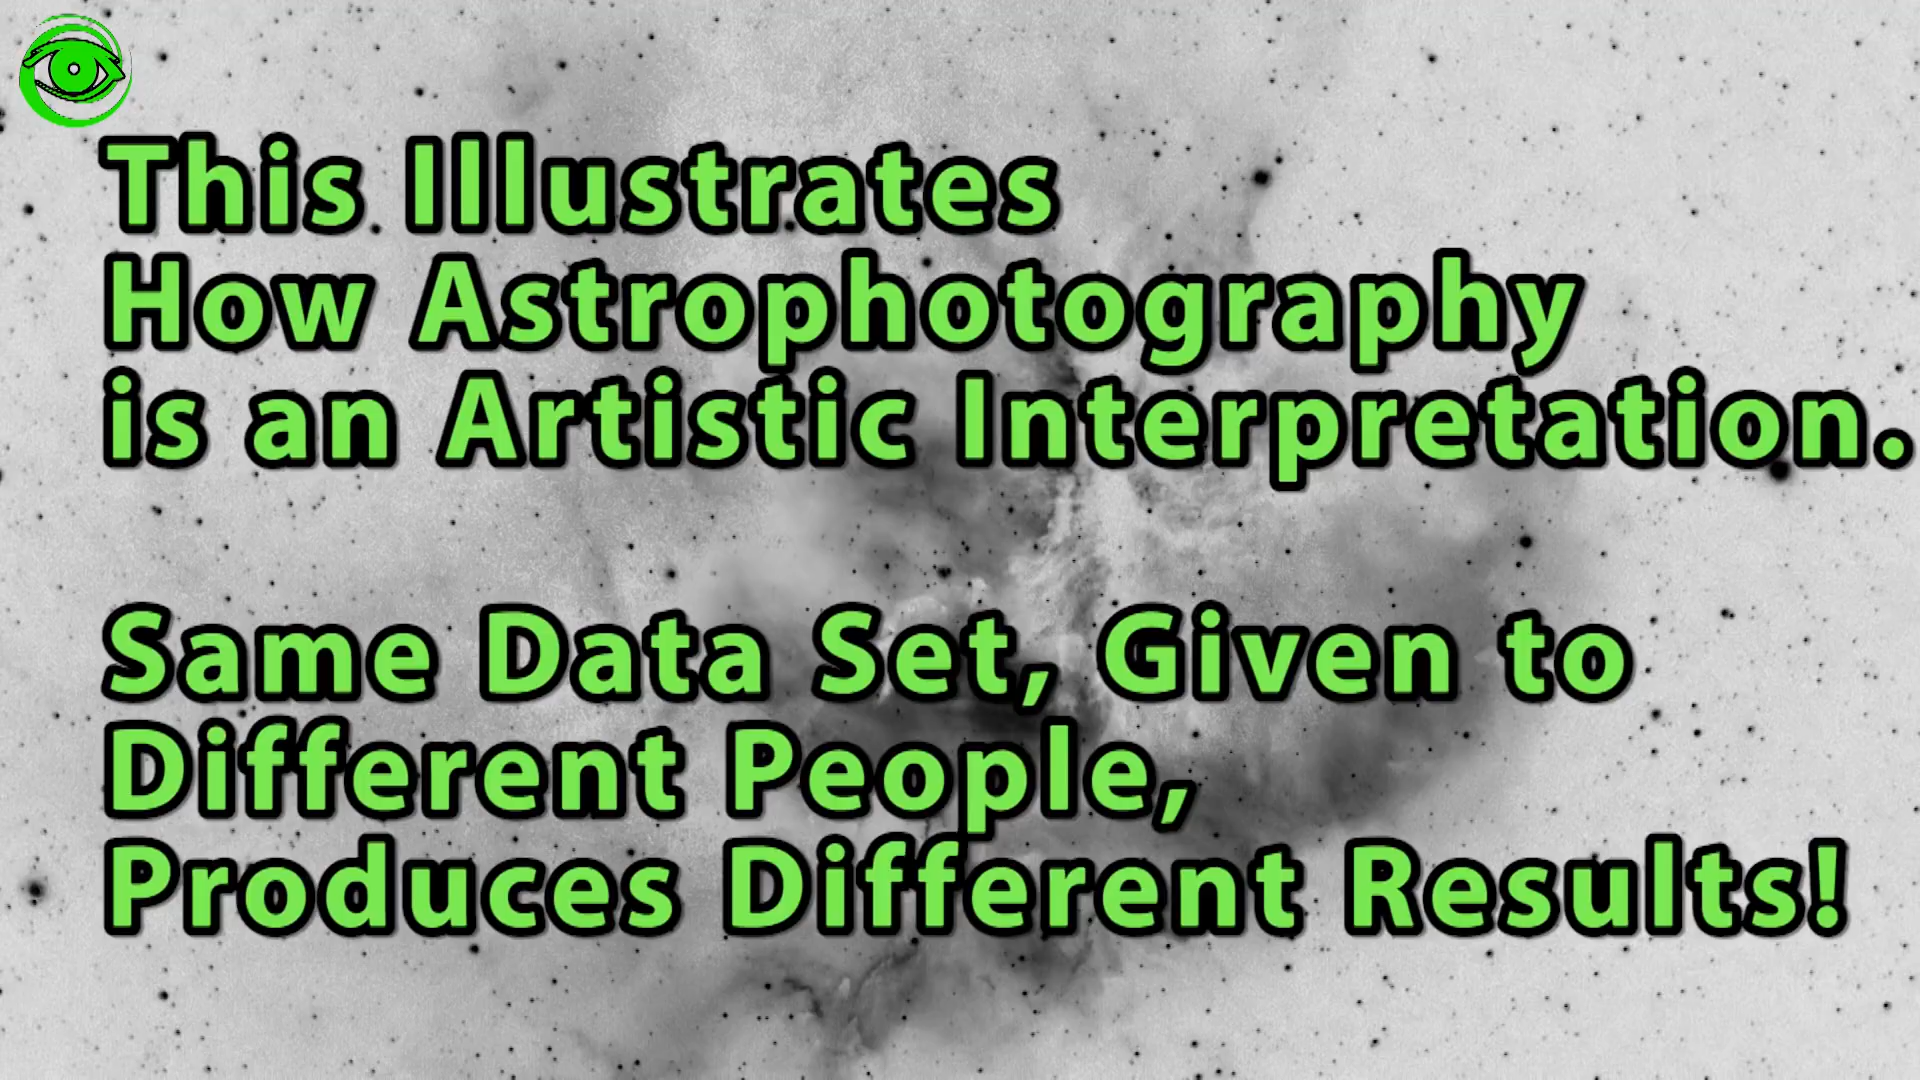 This Illustrates
How Astrophotography
is an Artistic Interpretation.
Same Data Set, Given to
Different People,
Produces Different Results!